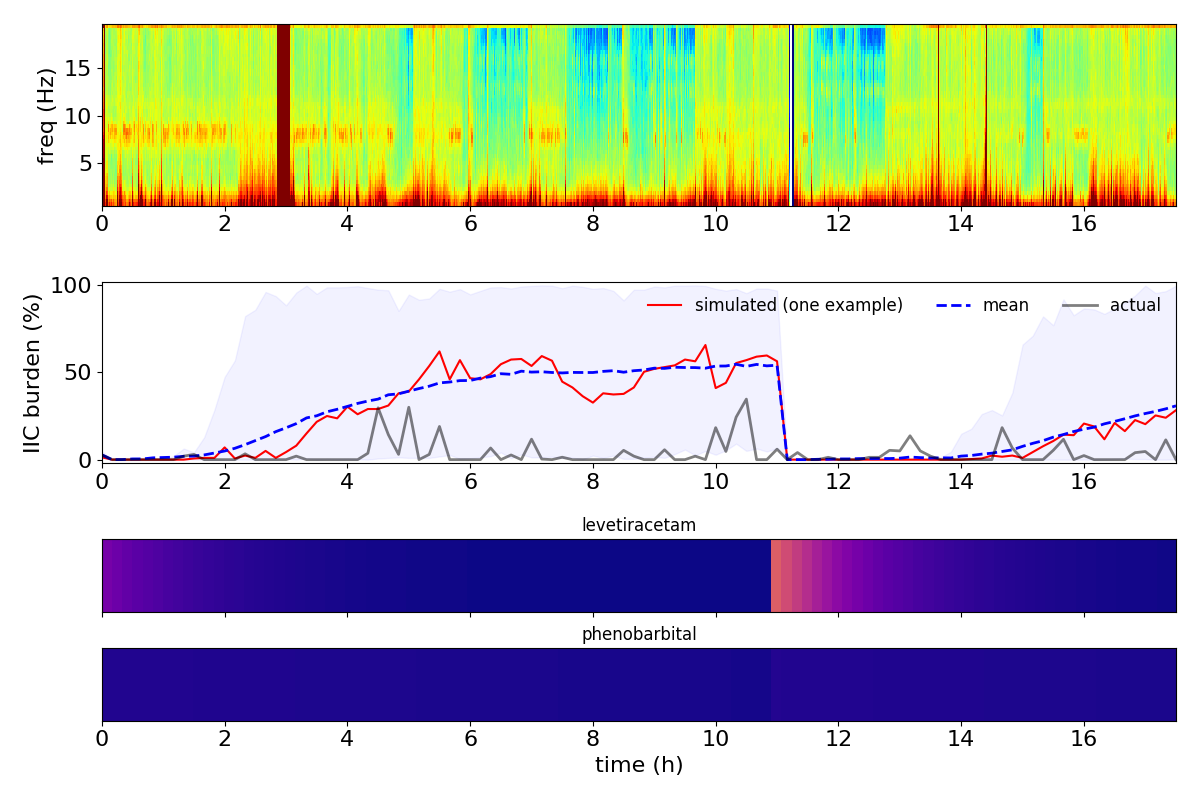 freq (Hz)
15
10
5
0 2 4 6 8 10 12 14 16
IIC burden (%)
100
50
0
simulated (one example) mean actual
0 2 4 6 8 10 12 14 16
levetiracetam
phenobarbital
0 2 4 6 8 10 12 14 16
time (h)